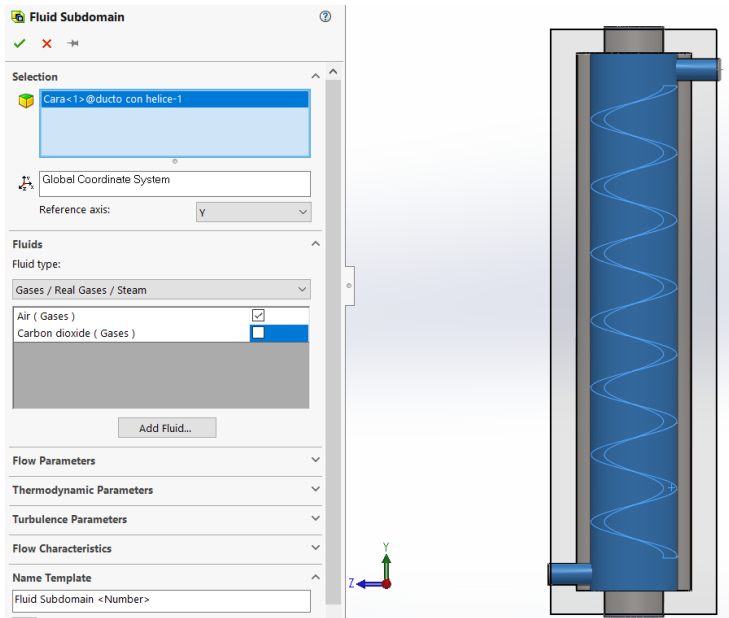 Fluid Subdomain
Selection
Cara<1>@ducto con helice-1
Global Coordinate System
Reference axis:
Y
Fluids
Fluid type:
Gases / Real Gases / Steam
Air ( Gases )
Carbon dioxide ( Gases )
Add Fluid...
Flow Parameters
Thermodynamic Parameters
Turbulence Parameters
Flow Characteristics
Name Template
Fluid Subdomain <Number>
Y
Z